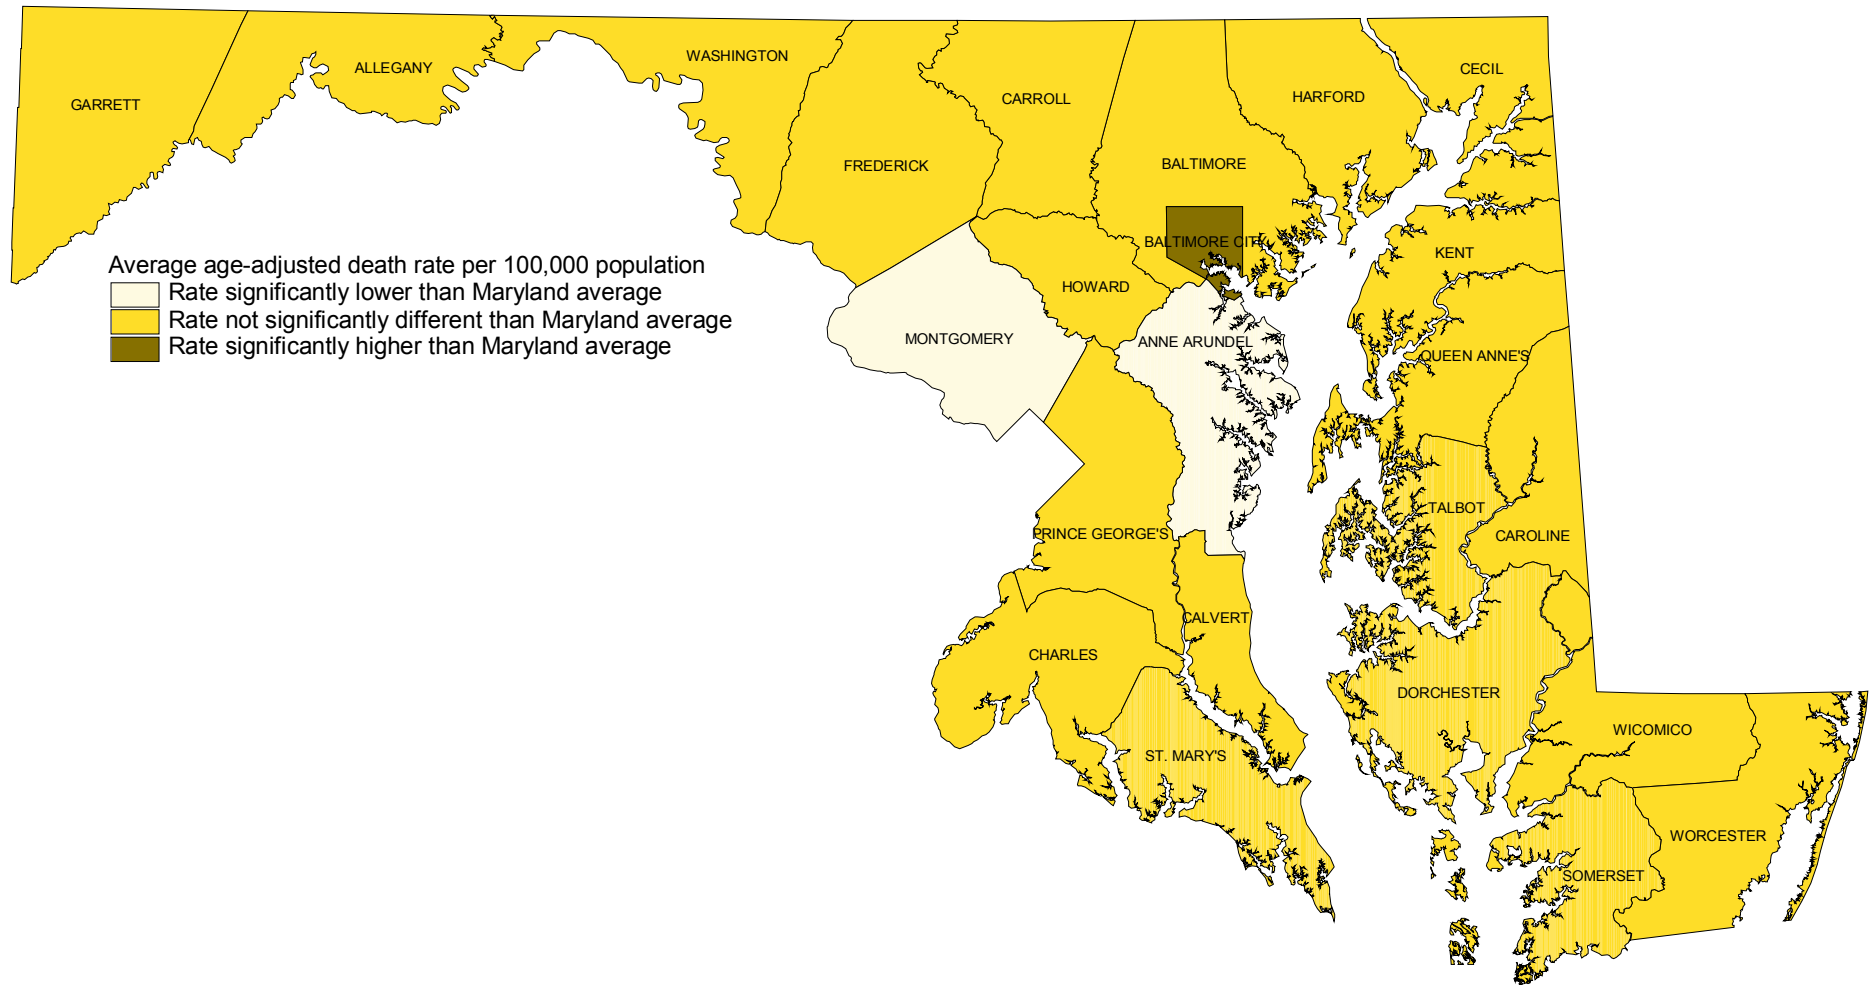 WASHINGTON
ALLEGANY
CECIL
GARRETT
CARROLL
HARFORD
FREDERICK
BALTIMORE
BALTIMORE CITY
KENT
Average age-adjusted death rate per 100,000 population
Rate significantly lower than Maryland average
Rate not significantly different than Maryland average
Rate significantly higher than Maryland average
HOWARD
MONTGOMERY
ANNE ARUNDEL
QUEEN ANNE'S
TALBOT
PRINCE GEORGE'S
CAROLINE
CALVERT
CHARLES
DORCHESTER
WICOMICO
ST. MARY'S
WORCESTER
SOMERSET